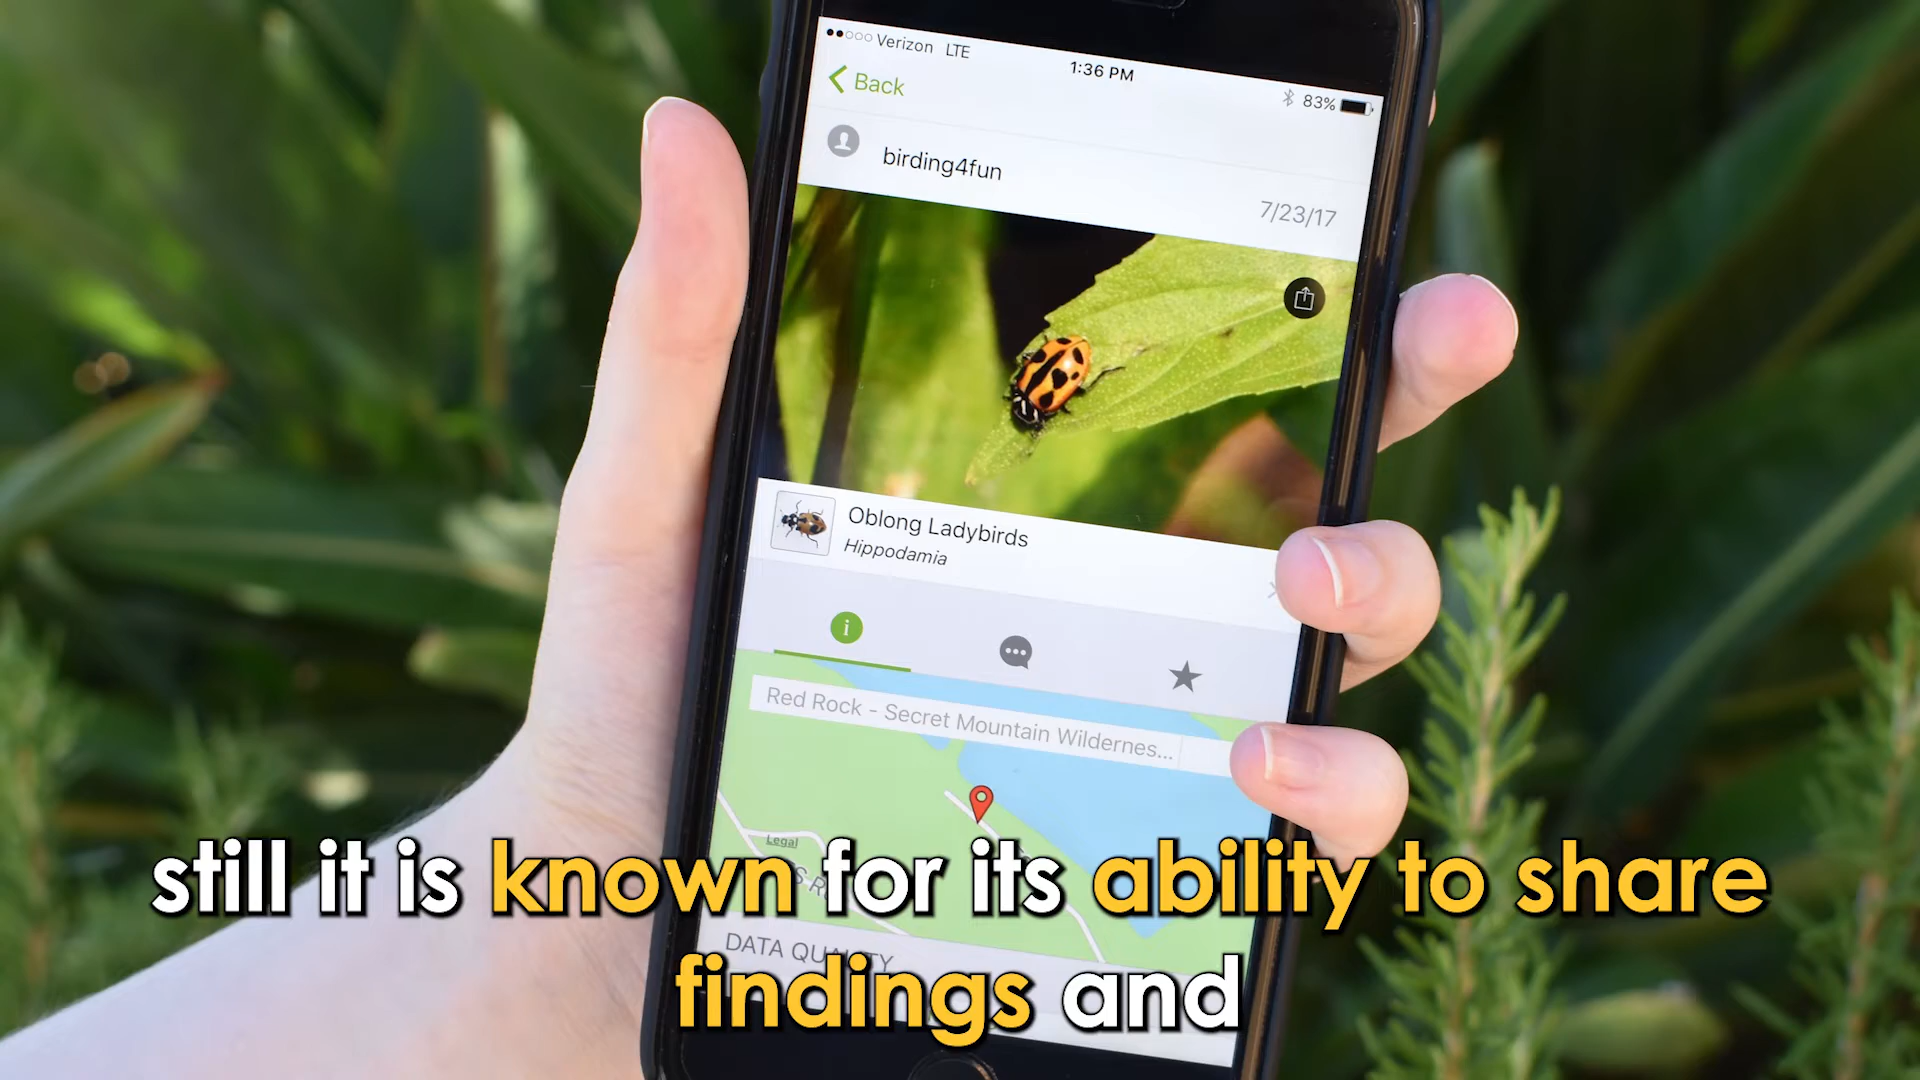 Verizon LTE
1:36 PM
83%
Back
birding4fun
7/23/17
Oblong Ladybirds
Hippodamia
i
Red Rock - Secret Mountain Wildernes...
Legal
still it is known for its ability to share
DATA QUALITY
findings and